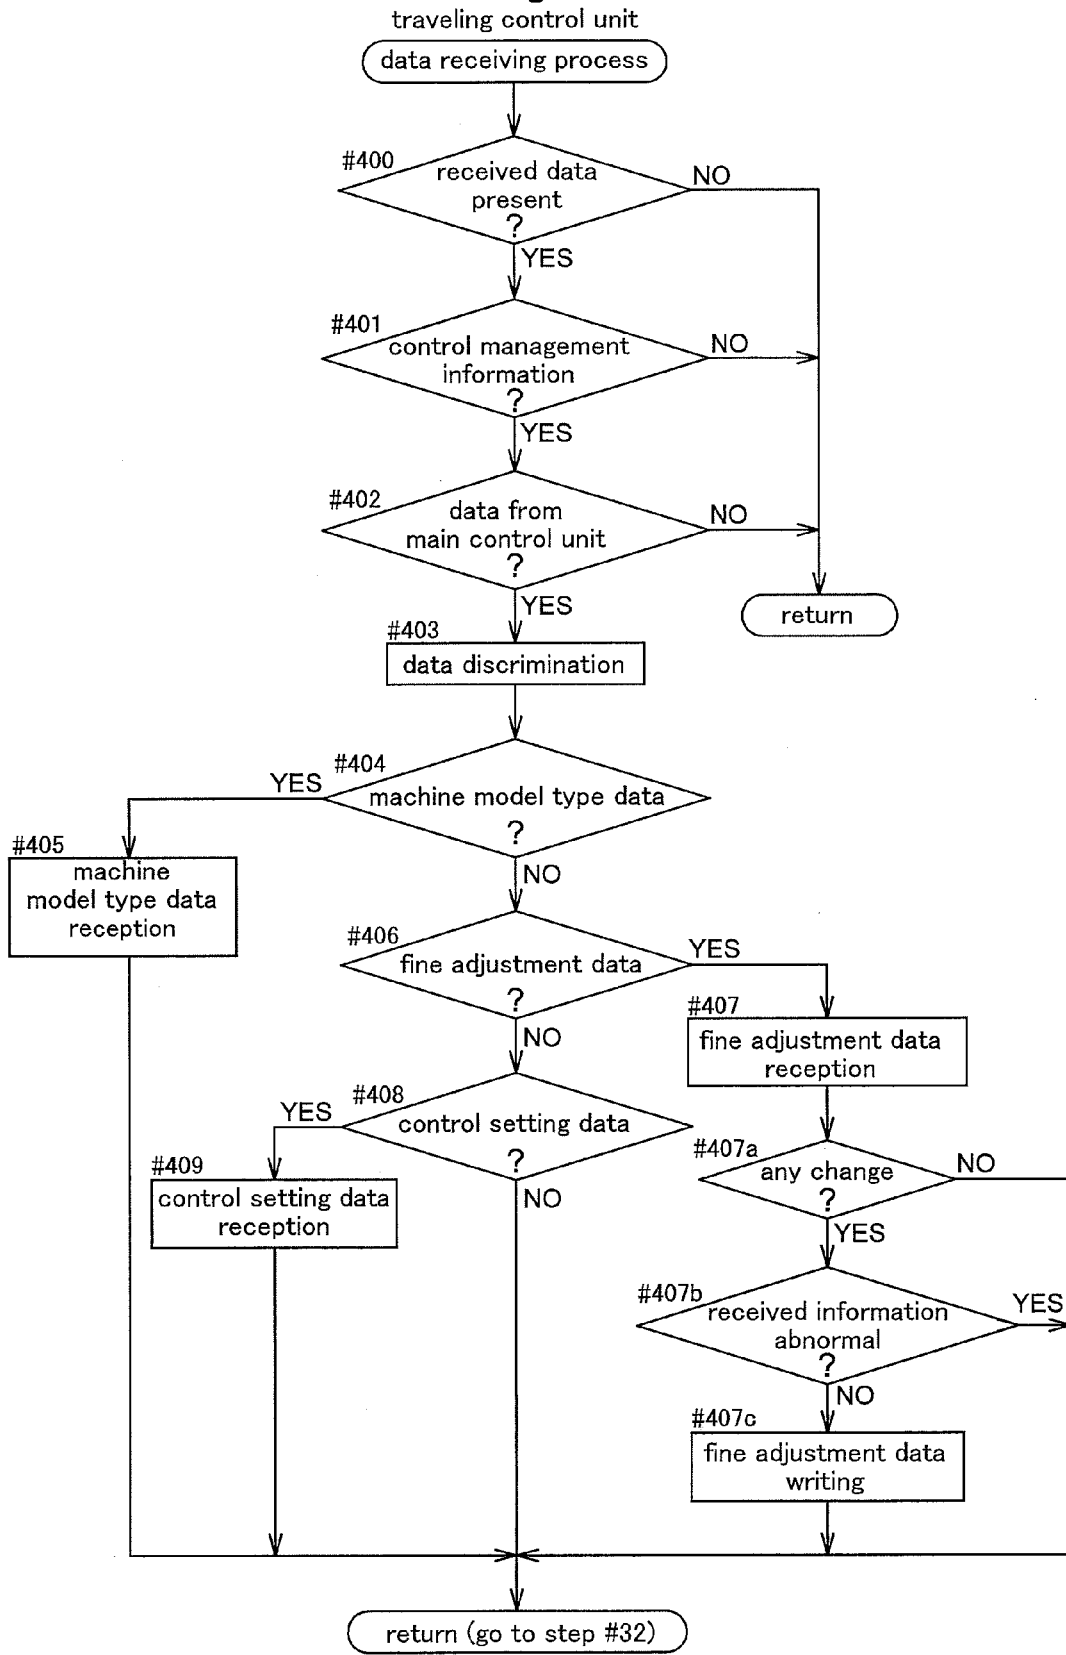 traveling control unit
data receiving process
#400
received data
present
?
NO
YES
#401
control management
information
?
NO
YES
#402
data from
main control unit
?
NO
YES
return
#403
data discrimination
#404
machine model type data
?
YES
NO
#405
machine
model type data
reception
#406
fine adjustment data
?
YES
NO
#407
fine adjustment data
reception
#408
control setting data
?
YES
NO
#409
control setting data
reception
#407a
any change
?
NO
YES
#407b
received information
abnormal
?
YES
NO
#407c
fine adjustment data
writing
return (go to step #32)